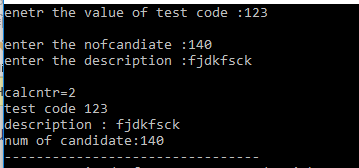 enetr the value of test code :123
enter the nofcandiate :140
enter the description :fjdkfsck
calcntr=2
test code 123
description : fjdkfsck
num of candidate:140
--------------------------------